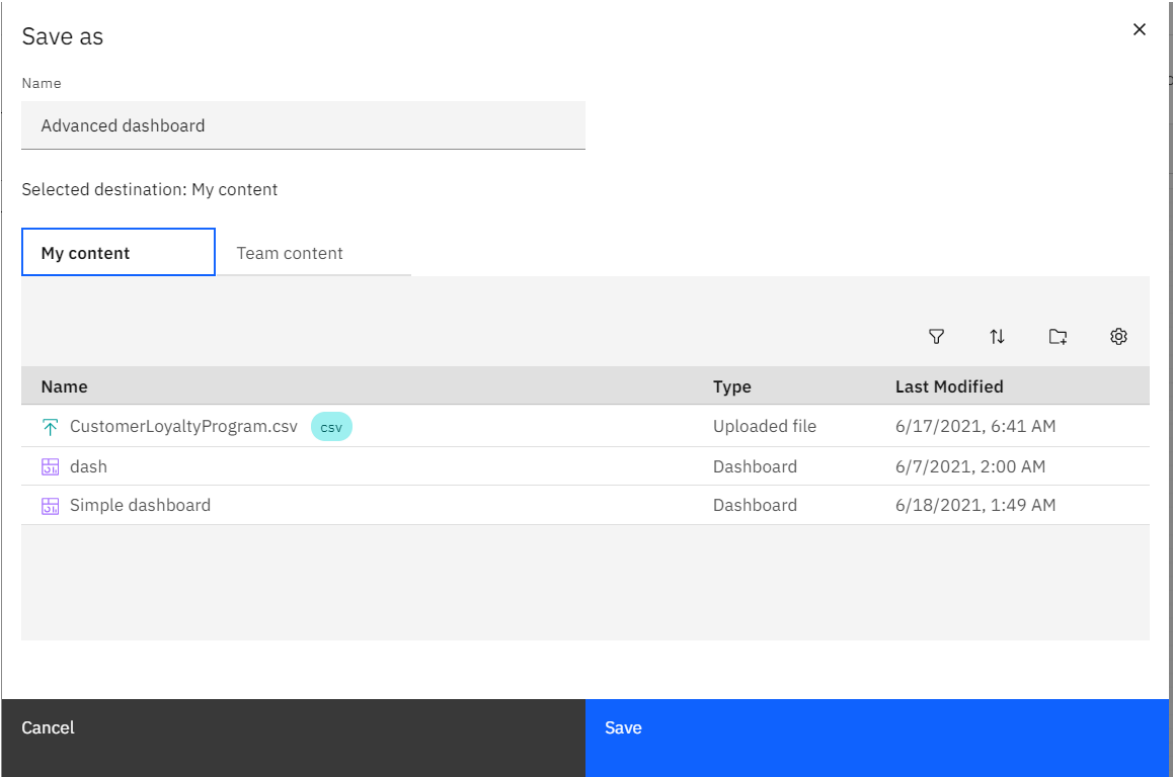 Save as
Name
Advanced dashboard
Selected destination: My content
My content Team content
Name Type Last Modified
CustomerLoyaltyProgram.csv csv Uploaded file 6/17/2021, 6:41 AM
dash Dashboard 6/7/2021, 2:00 AM
Simple dashboard Dashboard 6/18/2021, 1:49 AM
Cancel Save